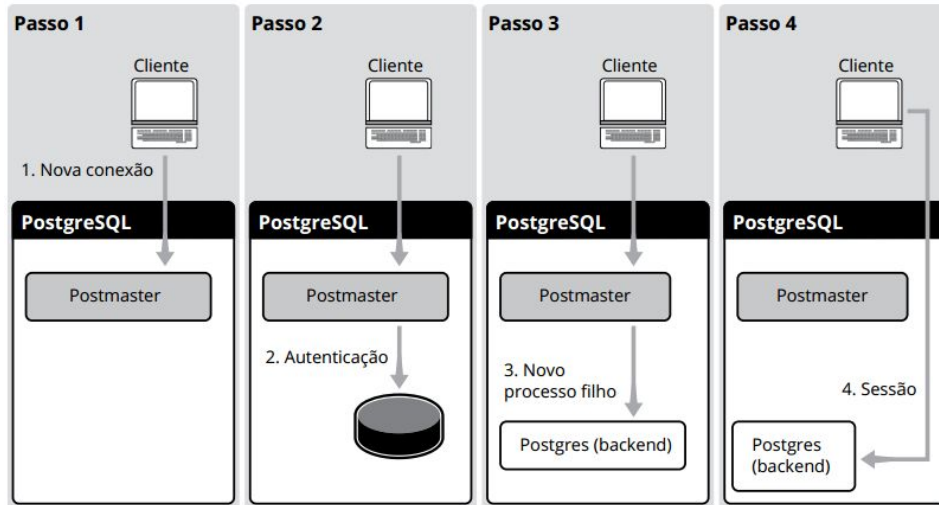 Passo 1
Cliente
1. Nova conexão
PostgreSQL
Postmaster
Passo 2
Cliente
PostgreSQL
Postmaster
2. Autenticação
Passo 3
Cliente
PostgreSQL
Postmaster
3. Novo
processo filho
Postgres (backend)
Passo 4
Cliente
PostgreSQL
Postmaster
4. Sessão
Postgres
(backend)